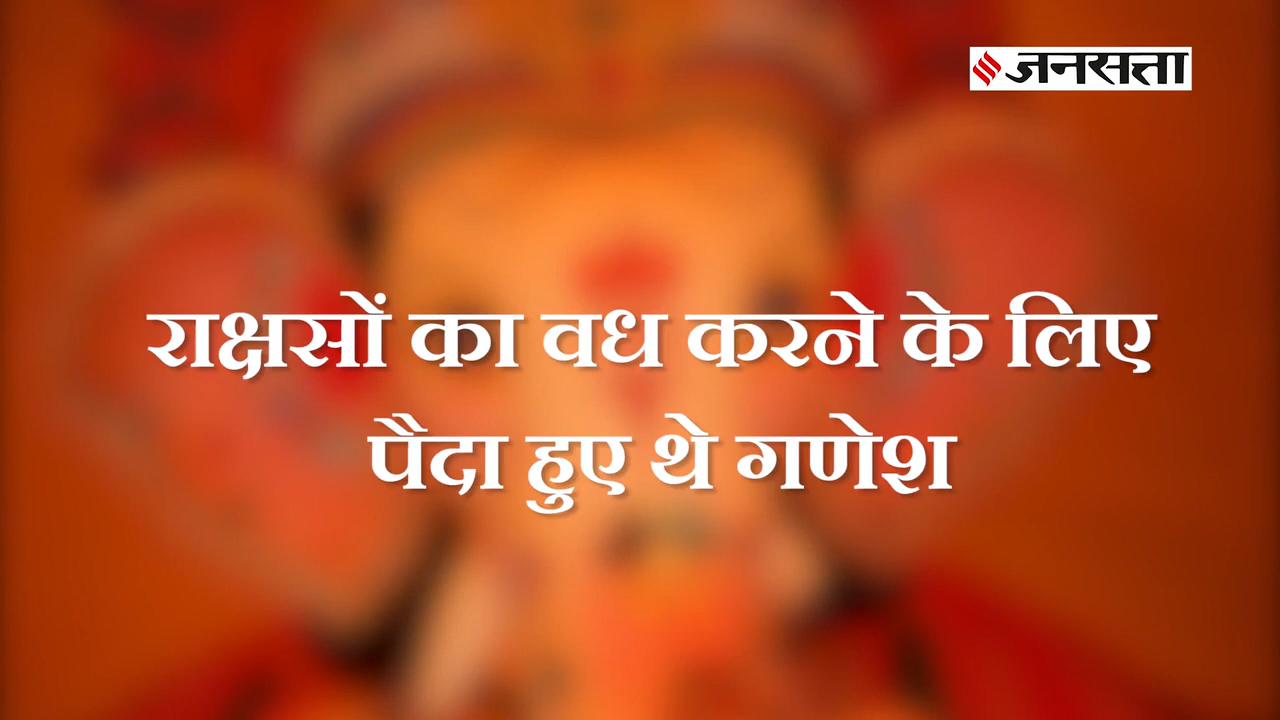 जनसत्ता
राक्षसों का वध करने के लिए
पैदा हुए थे गणेश